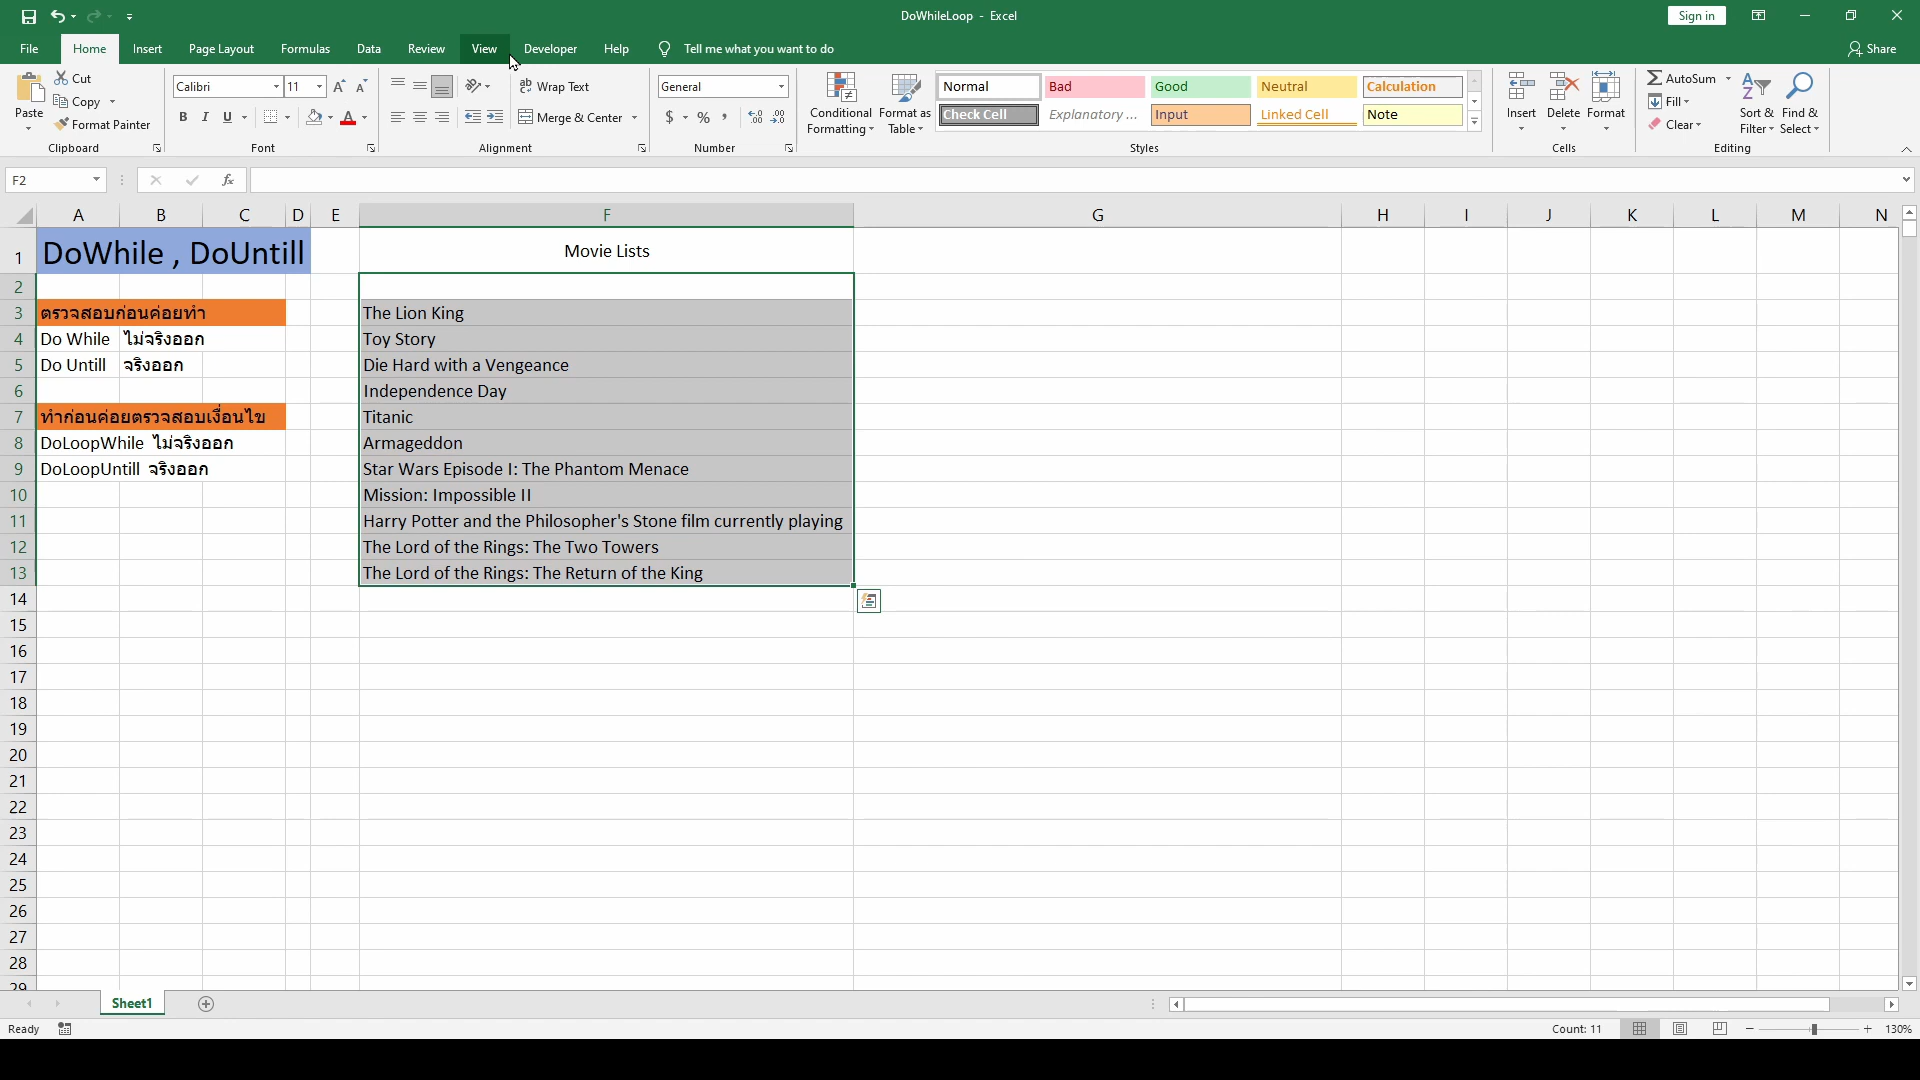 DoWhileLoop - Excel
Sign in
File Home Insert Page Layout Formulas Data Review View Developer Help Tell me what you want to do Share
Paste
Cut
Copy
Format Painter
Clipboard
Calibri 11
B I U
Font
Wrap Text
Merge & Center
Alignment
General
$ % ,
Number
Conditional Formatting
Format as Table
Normal Bad Good Neutral Calculation
Check Cell Explanatory ... Input Linked Cell Note
Styles
Insert Delete Format
Cells
AutoSum
Fill
Clear
Sort & Filter
Find & Select
Editing
F2
fx
A B C D E F G H I J K L M N
1 DoWhile , DoUntill Movie Lists
2
3 ตรวจสอบก่อนค่อยทำ The Lion King
4 Do While ไม่จริงออก Toy Story
5 Do Untill จริงออก Die Hard with a Vengeance
6 Independence Day
7 ทำก่อนค่อยตรวจสอบเงื่อนไข Titanic
8 DoLoopWhile ไม่จริงออก Armageddon
9 DoLoopUntill จริงออก Star Wars Episode I: The Phantom Menace
10 Mission: Impossible II
11 Harry Potter and the Philosopher's Stone film currently playing
12 The Lord of the Rings: The Two Towers
13 The Lord of the Rings: The Return of the King
14
15
16
17
18
19
20
21
22
23
24
25
26
27
28
29
Sheet1
Ready
Count: 11
130%